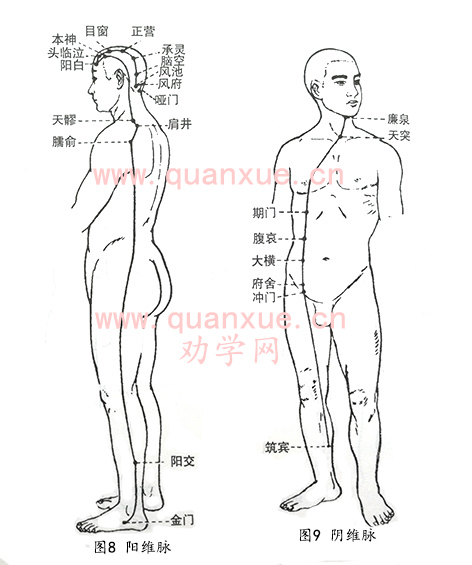 目窗
正营
本神
头临泣
阳白
承灵
脑空
风池
风府
哑门
天髎
肩井
臑俞
阳交
金门
图8 阳维脉
廉泉
天突
期门
腹哀
大横
府舍
冲门
筑宾
图9 阴维脉
www.quanxue.cn
www.quanxue.cn
劝学网